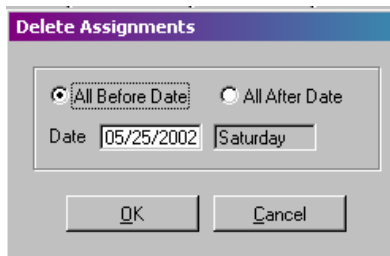 Delete Assignments
All Before Date All After Date
Date 05/25/2002 Saturday
OK Cancel